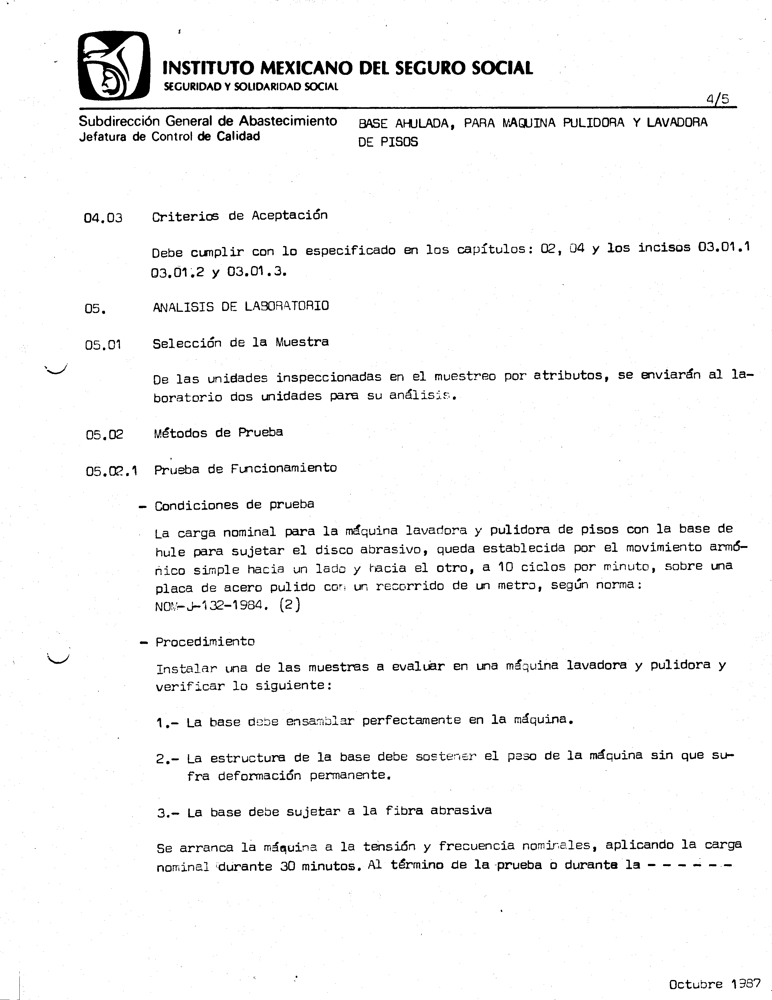 INSTITUTO MEXICANO DEL SEGURO SOCIAL
SEGURIDAD Y SOLIDARIDAD SOCIAL
4/5
Subdirección General de Abastecimiento
Jefatura de Control de Calidad
BASE AHULADA, PARA MAQUINA PULIDORA Y LAVADORA
DE PISOS
04.03 Criterios de Aceptación
Debe cumplir con lo especificado en los capítulos: 02, 04 y los incisos 03.01.1
03.01.2 y 03.01.3.
05. ANALISIS DE LABORATORIO
05.01 Selección de la Muestra
De las unidades inspeccionadas en el muestreo por atributos, se enviarán al la-
boratorio dos unidades para su análisis.
05.02 Métodos de Prueba
05.02.1 Prueba de Funcionamiento
- Condiciones de prueba
La carga nominal para la máquina lavadora y pulidora de pisos con la base de
hule para sujetar el disco abrasivo, queda establecida por el movimiento armó-
nico simple hacia un lado y hacia el otro, a 10 ciclos por minuto, sobre una
placa de acero pulido con un recorrido de un metro, según norma:
NOM-J-132-1984. (2)
- Procedimiento
Instalar una de las muestras a evaluar en una máquina lavadora y pulidora y
verificar lo siguiente:
1.- La base debe ensamblar perfectamente en la máquina.
2.- La estructura de la base debe sostener el peso de la máquina sin que su-
fra deformación permanente.
3.- La base debe sujetar a la fibra abrasiva
Se arranca la máquina a la tensión y frecuencia nominales, aplicando la carga
nominal durante 30 minutos. Al término de la prueba o durante la - - - - - -
Octubre 1987